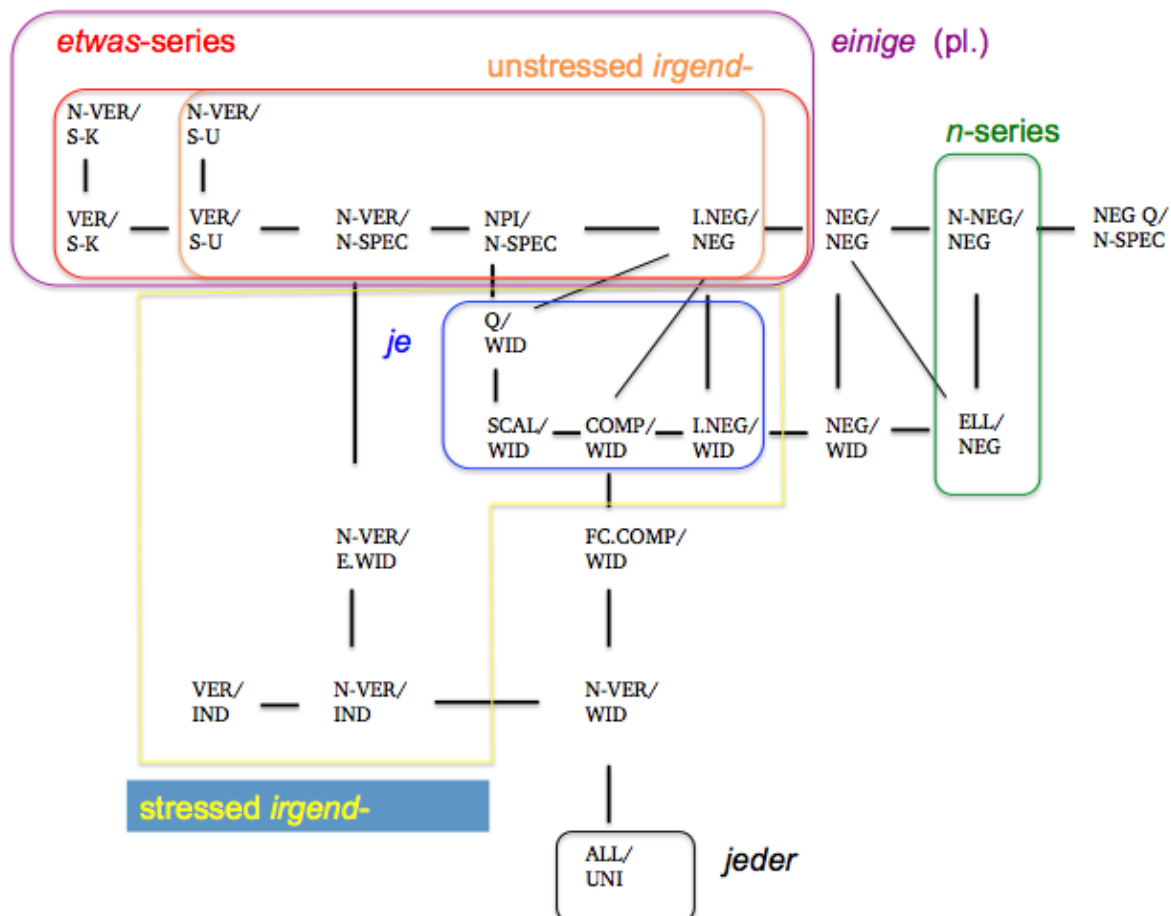 etwas-series
einige (pl.)
unstressed irgend-
N-VER/
S-K
N-VER/
S-U
n-series
VER/
S-K
VER/
S-U
N-VER/
N-SPEC
NPI/
N-SPEC
I.NEG/
NEG
NEG/
NEG
N-NEG/
NEG
NEG Q/
N-SPEC
je
Q/
WID
SCAL/
WID
COMP/
WID
I.NEG/
WID
NEG/
WID
ELL/
NEG
N-VER/
E.WID
FC.COMP/
WID
VER/
IND
N-VER/
IND
N-VER/
WID
stressed irgend-
ALL/
UNI
jeder